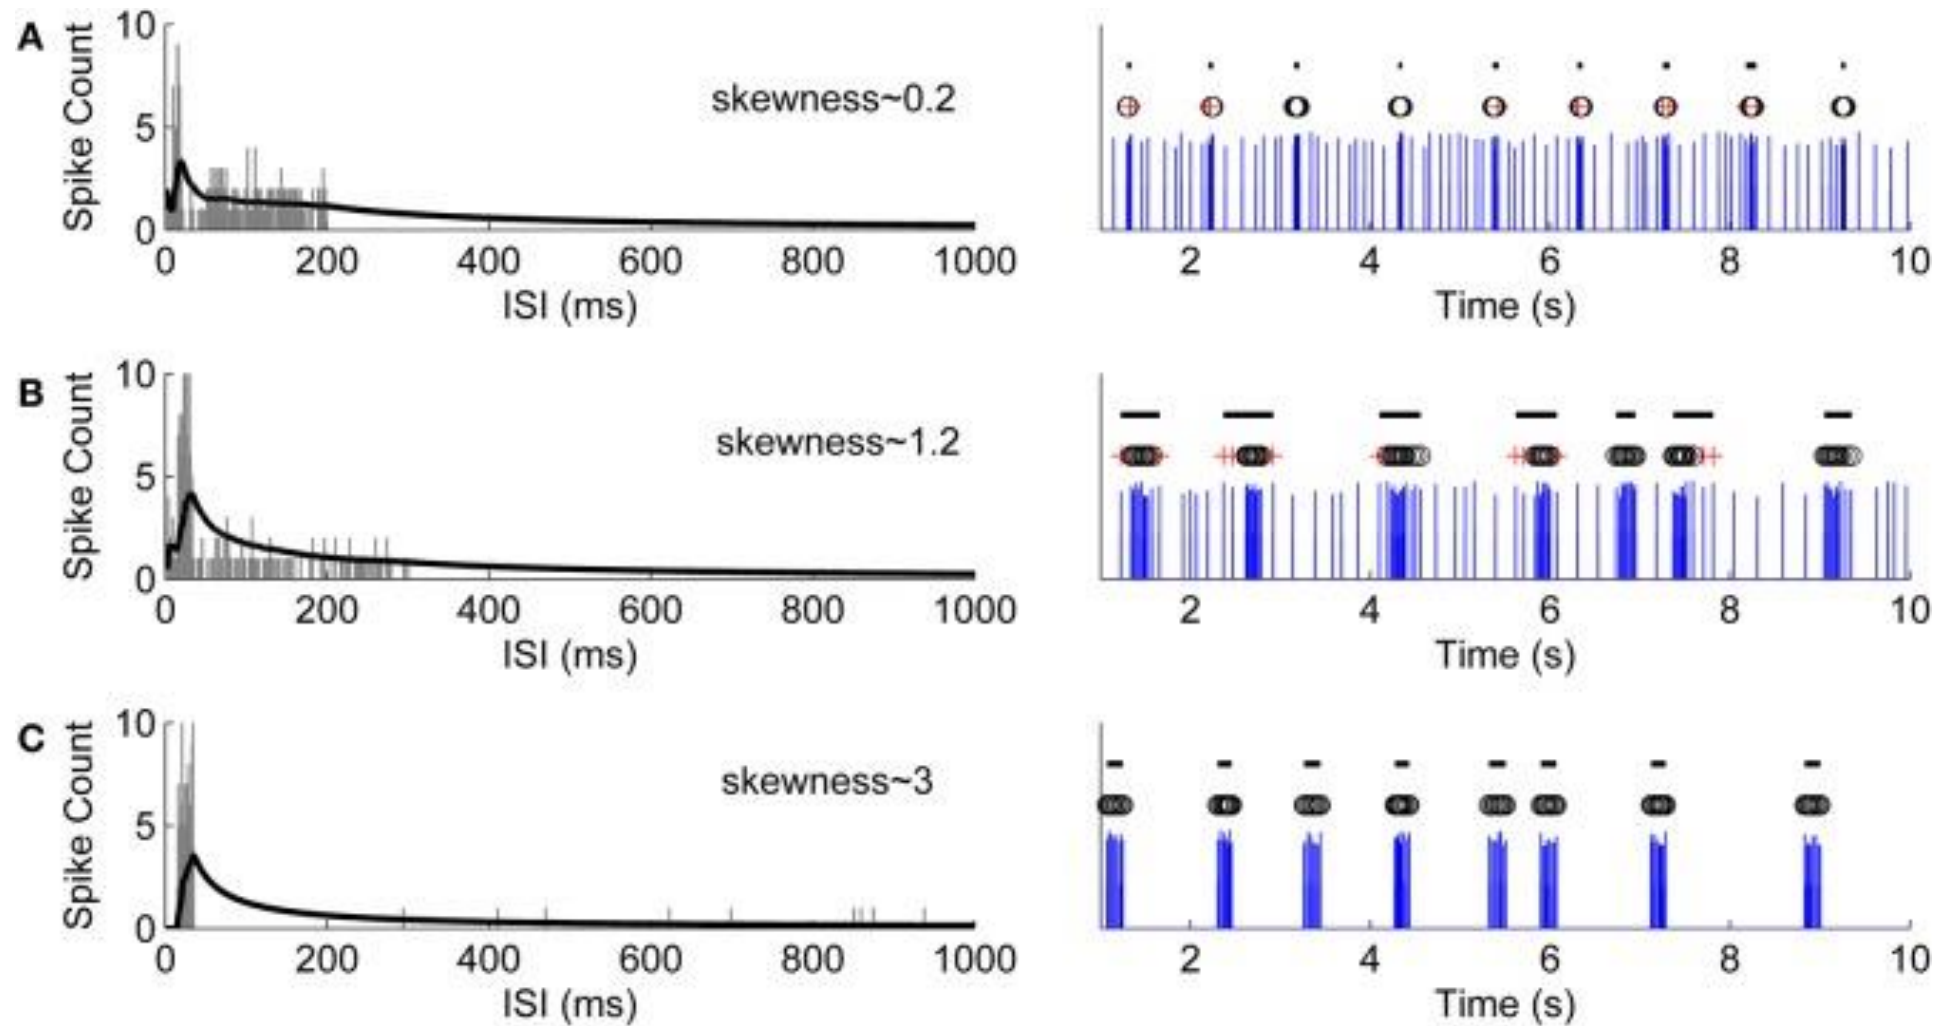 A
Spike Count
10
5
0
skewness~0.2
0 200 400 600 800 1000
ISI (ms)
2 4 6 8 10
Time (s)
B
Spike Count
10
5
0
skewness~1.2
0 200 400 600 800 1000
ISI (ms)
2 4 6 8 10
Time (s)
C
Spike Count
10
5
0
skewness~3
0 200 400 600 800 1000
ISI (ms)
2 4 6 8 10
Time (s)